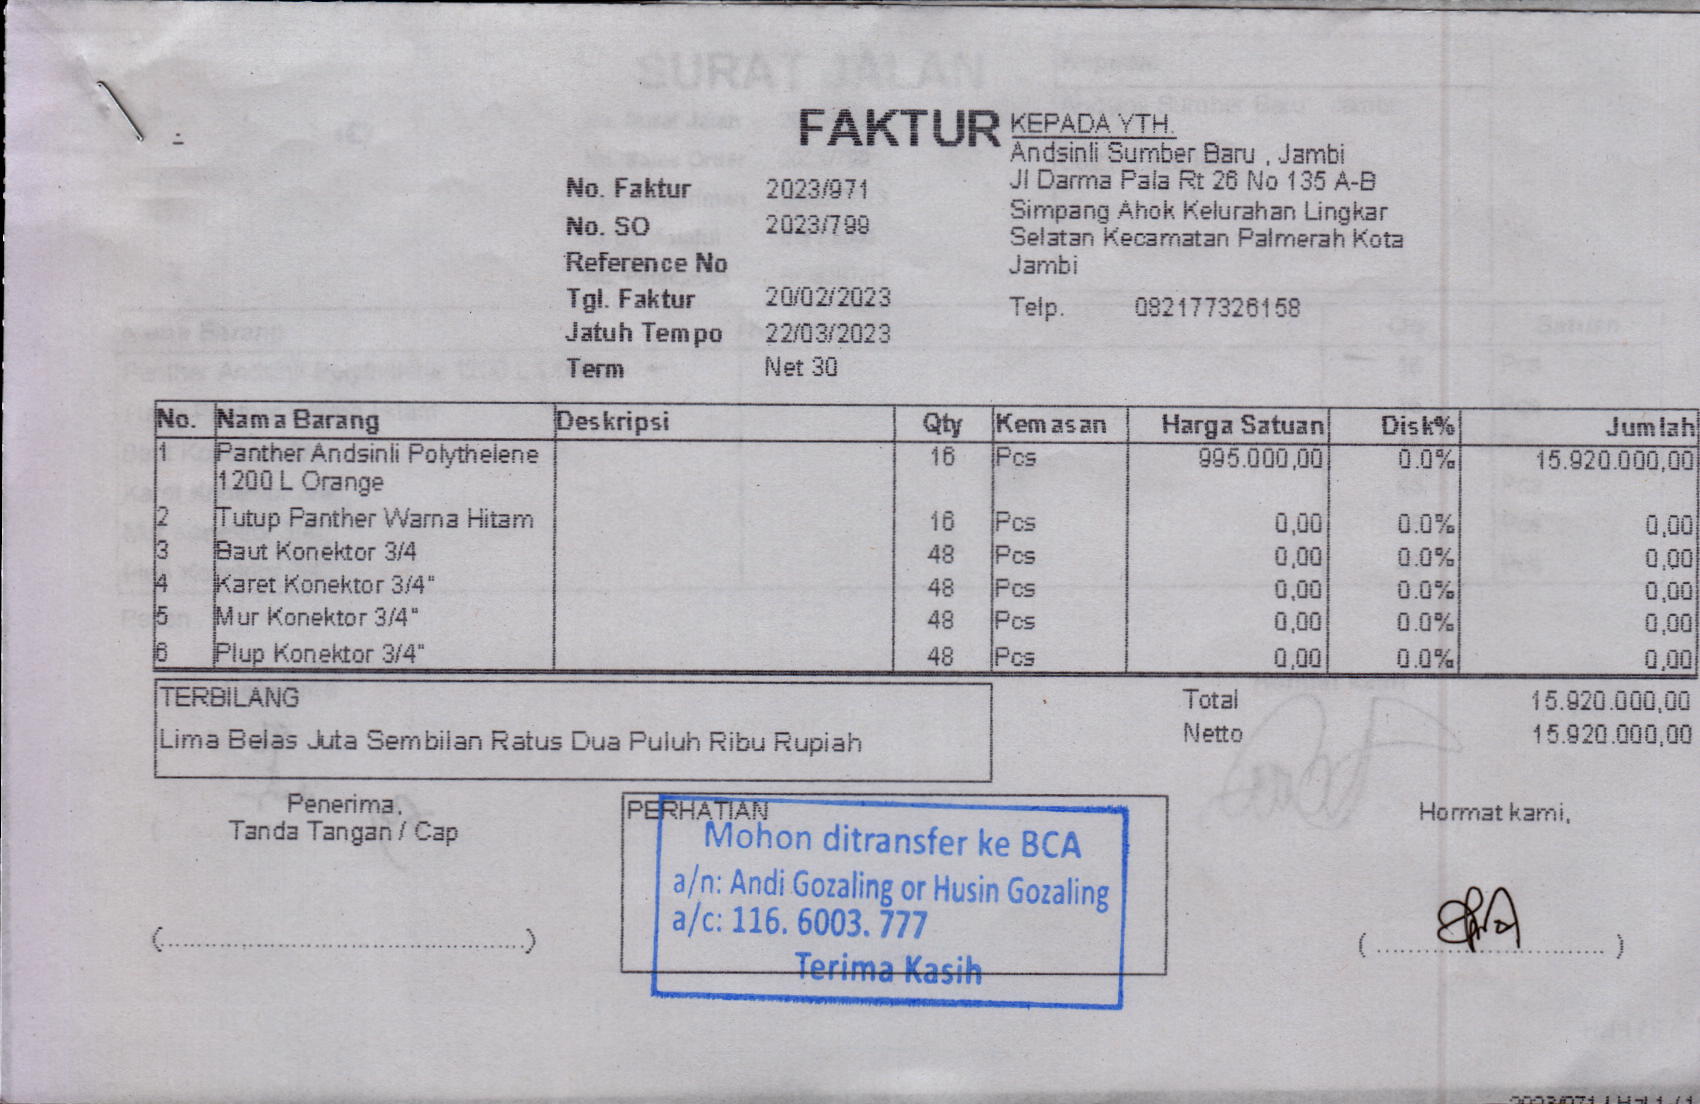 FAKTUR
KEPADA YTH.
Andsinli Sumber Baru , Jambi
Jl Darma Pala Rt 26 No 135 A-B
Simpang Ahok Kelurahan Lingkar
Selatan Kecamatan Palmerah Kota
Jambi
Telp. 082177326158
No. Faktur 2023/971
No. SO 2023/799
Reference No
Tgl. Faktur 20/02/2023
Jatuh Tempo 22/03/2023
Term Net 30
No. Nama Barang Deskripsi Qty Kemasan Harga Satuan Disk% Jumlah
1 Panther Andsinli Polythelene 16 Pcs 995.000,00 0.0% 15.920.000,00
1200 L Orange
2 Tutup Panther Warna Hitam 16 Pcs 0,00 0.0% 0,00
3 Baut Konektor 3/4 48 Pcs 0,00 0.0% 0,00
4 Karet Konektor 3/4" 48 Pcs 0,00 0.0% 0,00
5 Mur Konektor 3/4" 48 Pcs 0,00 0.0% 0,00
6 Plup Konektor 3/4" 48 Pcs 0,00 0.0% 0,00
TERBILANG
Lima Belas Juta Sembilan Ratus Dua Puluh Ribu Rupiah
Total 15.920.000,00
Netto 15.920.000,00
Penerima,
Tanda Tangan / Cap
(..............................................)
PERHATIAN
Mohon ditransfer ke BCA
a/n: Andi Gozaling or Husin Gozaling
a/c: 116. 6003. 777
Terima Kasih
Hormat kami,
( .............................. )